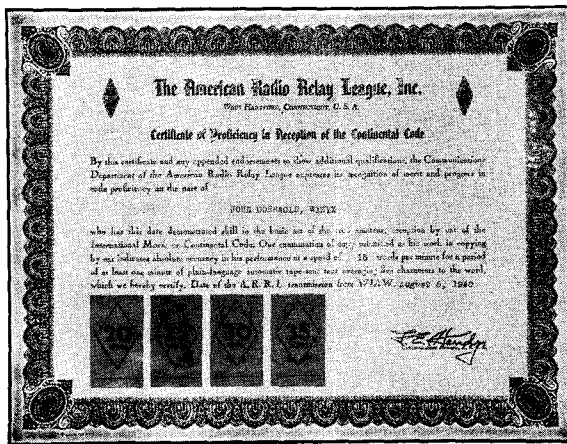 The American Radio Relay League, Inc.
West Hartford, Connecticut, U. S. A.
Certificate of Proficiency in Reception of the Continental Code
By this certificate and any appended endorsements to show additional qualifications, the Communications
Department of the American Radio Relay League expresses its recognition of merit and progress in
code proficiency on the part of
JOHN
who has this date demonstrated skill in the basic art of the amateur, reception by ear of the
International Morse or Continental Code. Our examination of copy submitted as his work in copying
by ear indicates absolute accuracy in his performance at a speed of 15 words per minute for a period
of at least one minute of plain-language automatic tape-sent text averaging five characters to the word,
which we hereby certify. Date of the A.R.R.L. transmission from W1AW, August 6, 1940
20 30 35
F. E. Handy